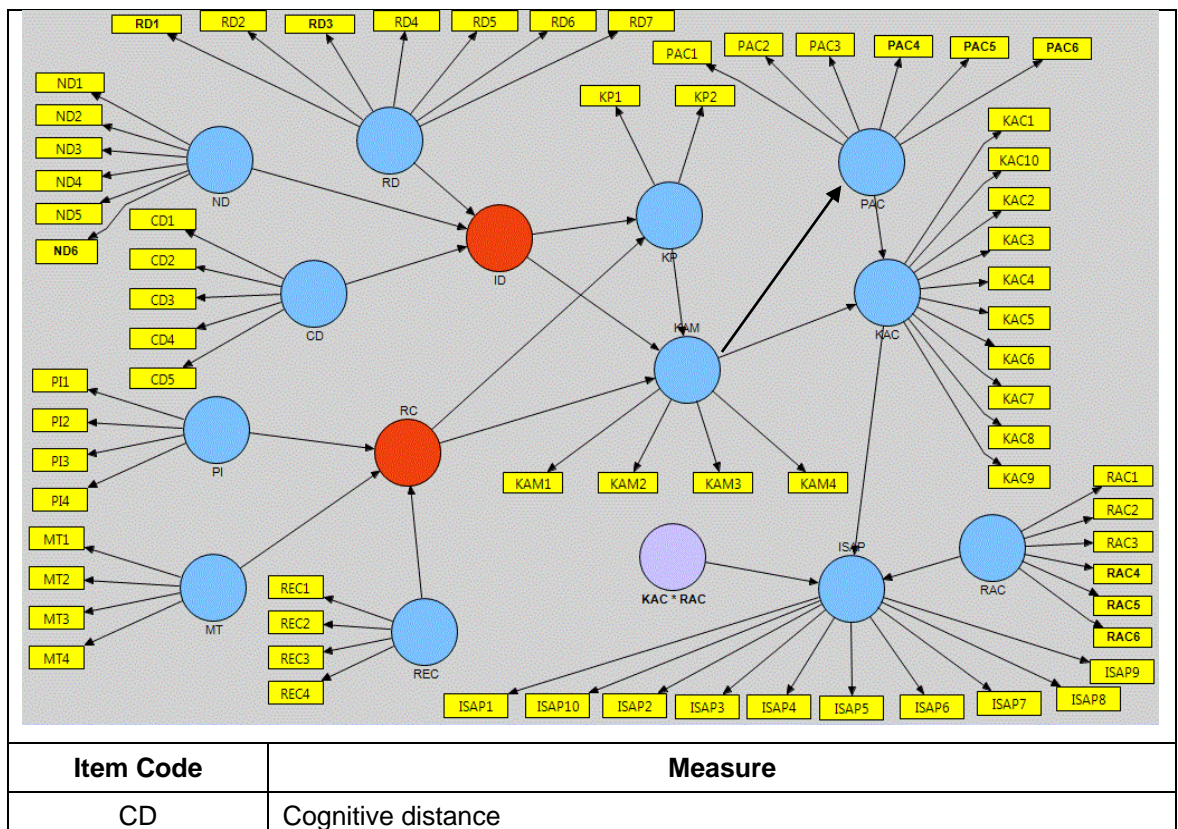 RD1 RD2 RD3 RD4 RD5 RD6 RD7
PAC1 PAC2 PAC3 PAC4 PAC5 PAC6
ND1
ND2
ND3
ND4
ND5
ND6
ND
RD
KP1 KP2
PAC
KAC1
KAC10
KAC2
KAC3
KAC4
KAC5
KAC6
KAC7
KAC8
KAC9
KAC
CD1
CD2
CD3
CD4
CD5
CD
ID
KP
KAM
PI1
PI2
PI3
PI4
PI
RC
KAM1 KAM2 KAM3 KAM4
MT1
MT2
MT3
MT4
MT
REC1
REC2
REC3
REC4
REC
KAC * RAC
ISAP
RAC
RAC1
RAC2
RAC3
RAC4
RAC5
RAC6
ISAP1 ISAP10 ISAP2 ISAP3 ISAP4 ISAP5 ISAP6 ISAP7 ISAP8 ISAP9
Item Code Measure
CD Cognitive distance